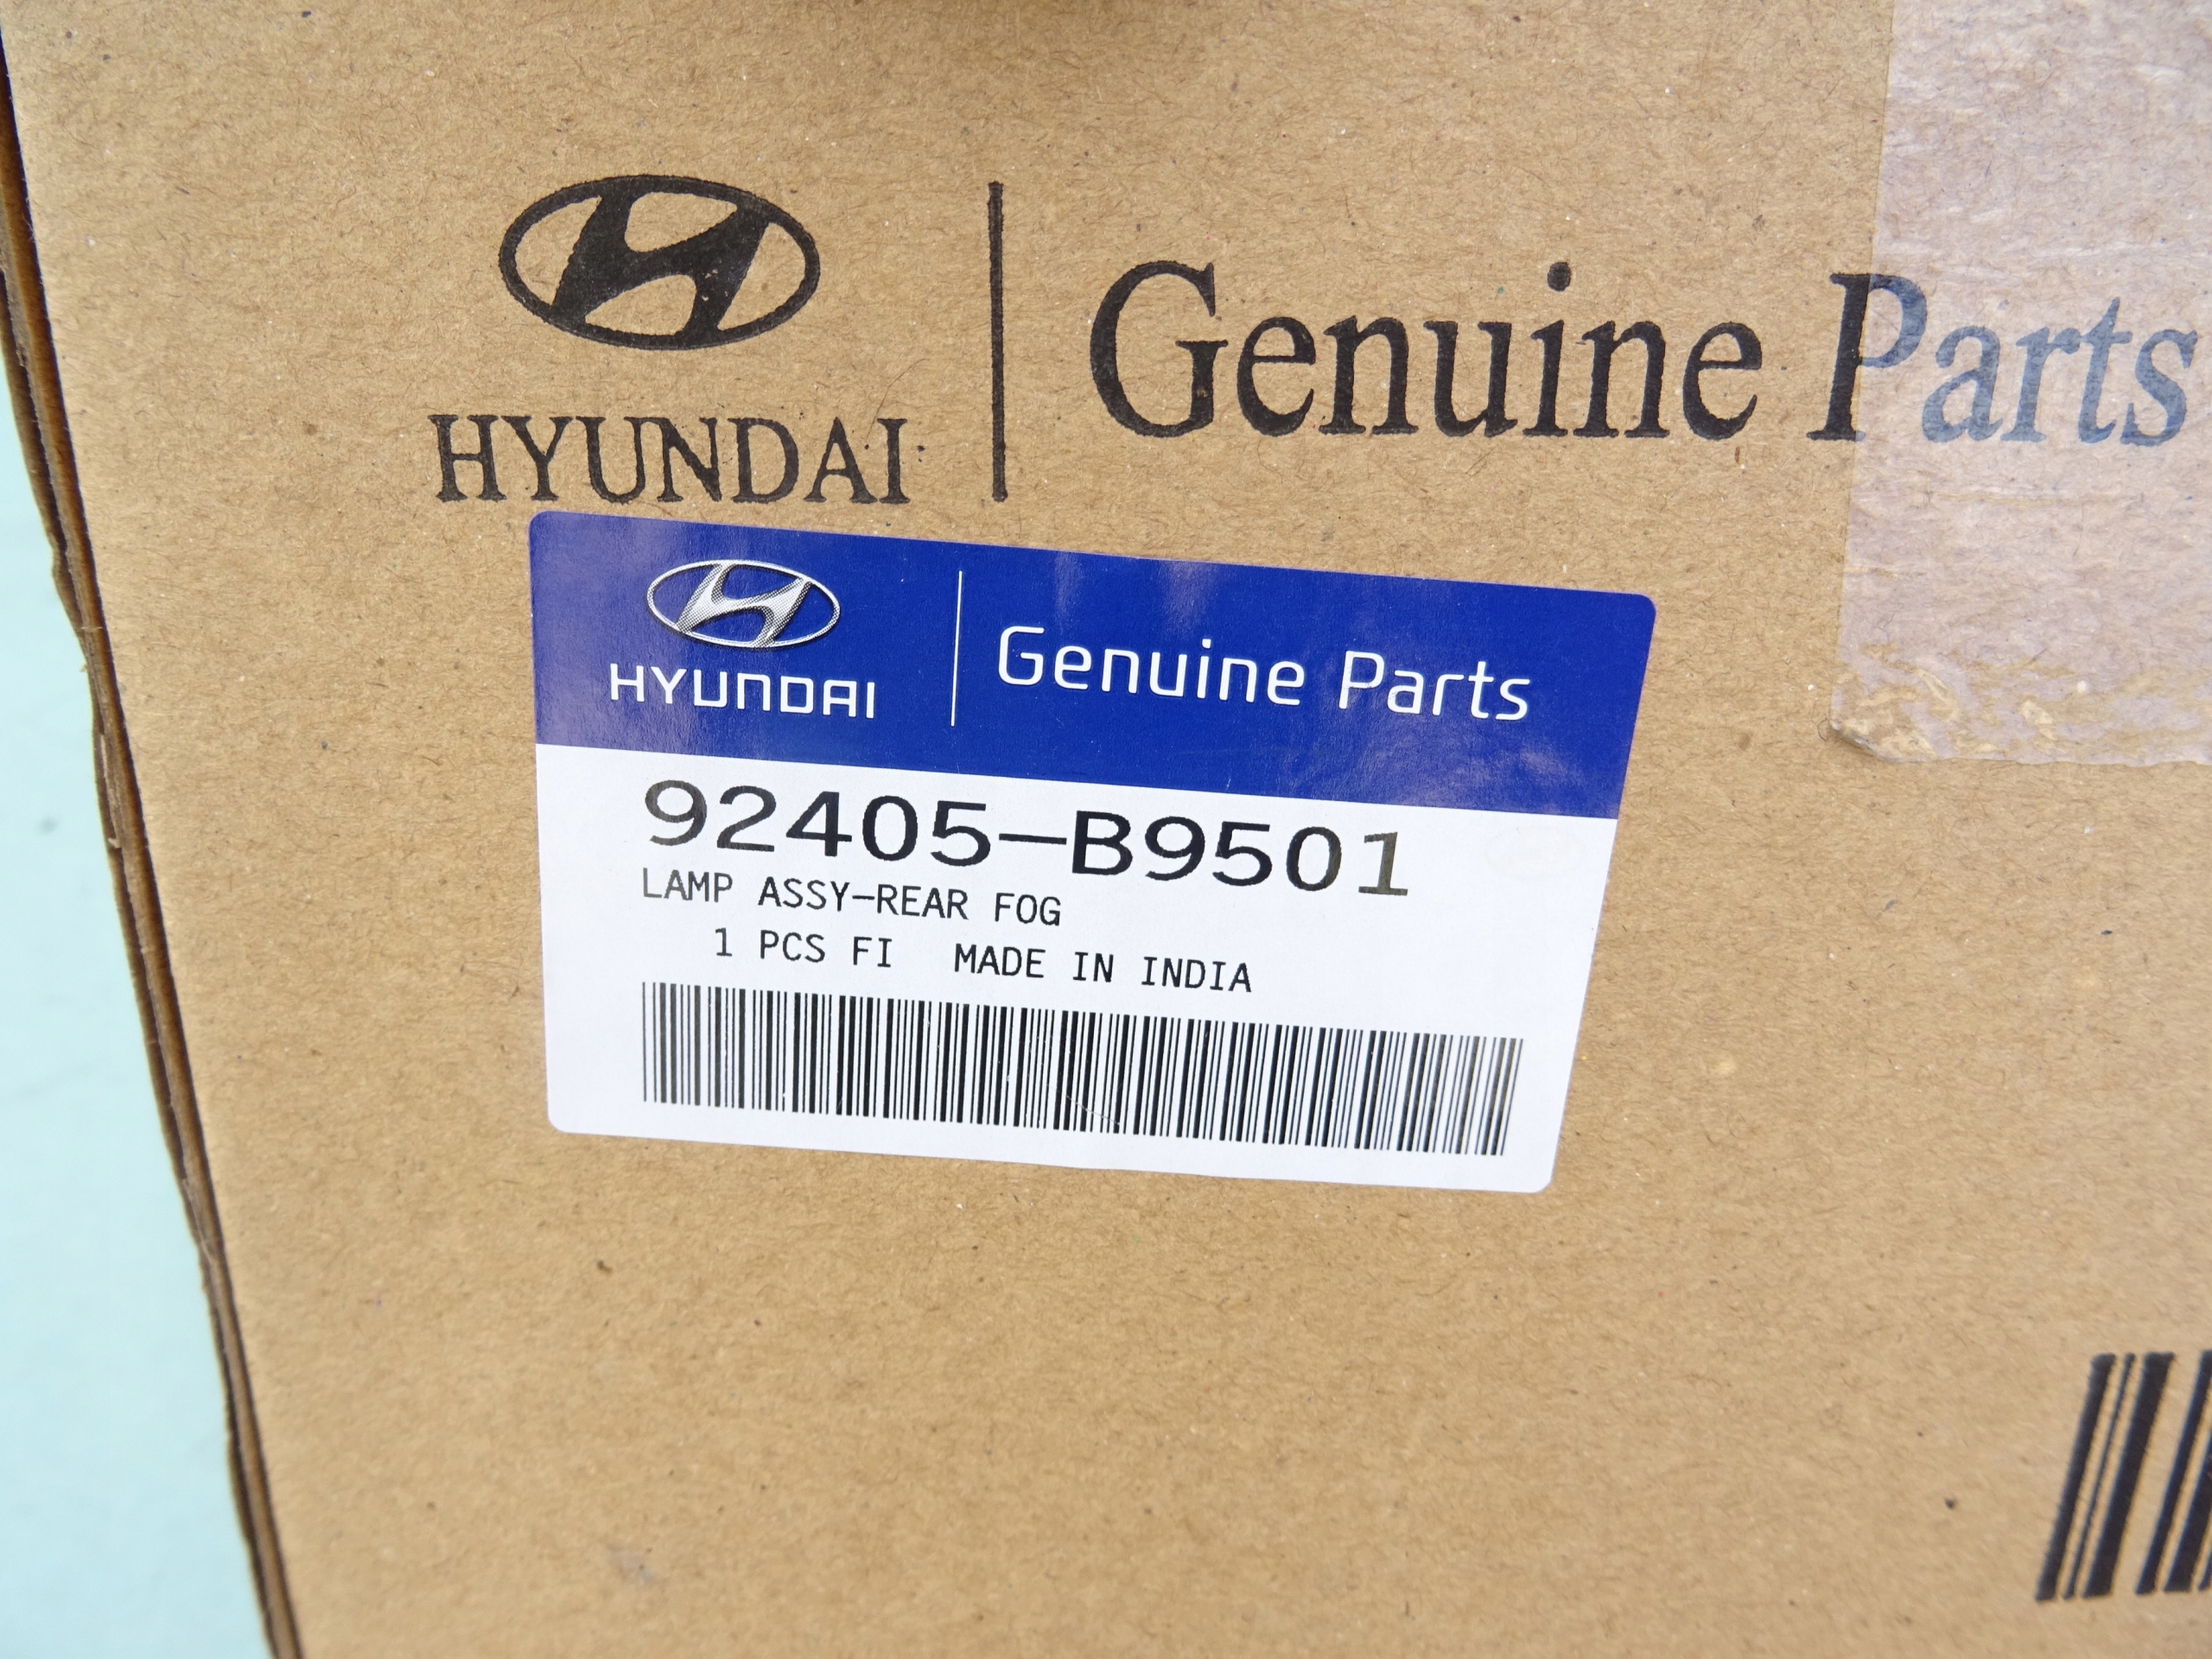 HYUNDAI
Genuine Parts
HYUNDAI
Genuine Parts
92405-B9501
LAMP ASSY-REAR FOG
1 PCS FI MADE IN INDIA